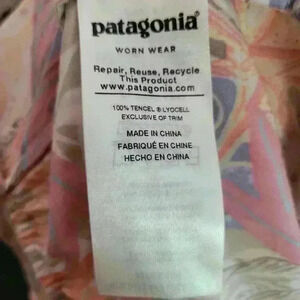 patagonia®
WORN WEAR
Repair, Reuse, Recycle
This Product
www.patagonia.com
100% TENCEL ® LYOCELL
EXCLUSIVE OF TRIM
MADE IN CHINA
FABRIQUÉ EN CHINE
HECHO EN CHINA